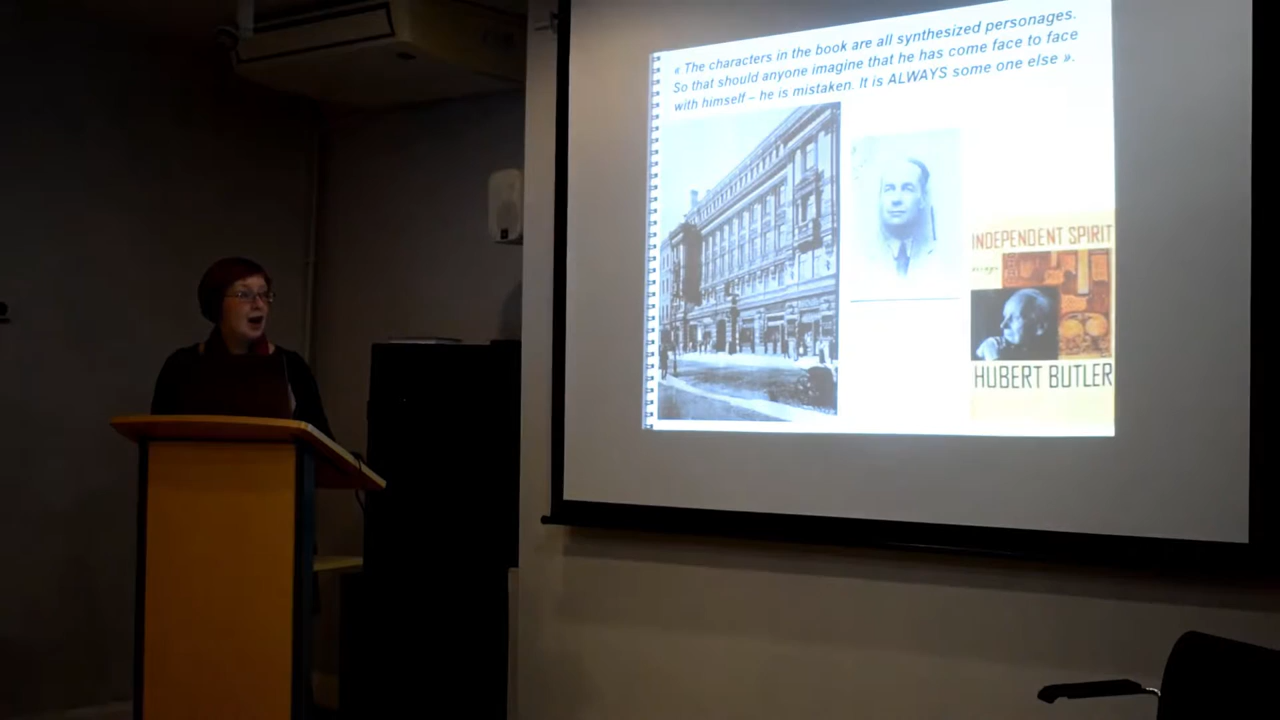 « The characters in the book are all synthesized personages.
So that should anyone imagine that he has come face to face
with himself – he is mistaken. It is ALWAYS some one else ».
INDEPENDENT SPIRIT
HUBERT BUTLER